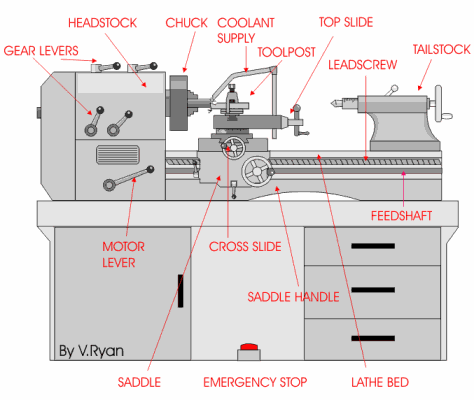 HEADSTOCK
CHUCK
COOLANT
SUPPLY
TOP SLIDE
GEAR LEVERS
TOOLPOST
TAILSTOCK
LEADSCREW
FEEDSHAFT
MOTOR
LEVER
CROSS SLIDE
SADDLE HANDLE
By V.Ryan
SADDLE
EMERGENCY STOP
LATHE BED